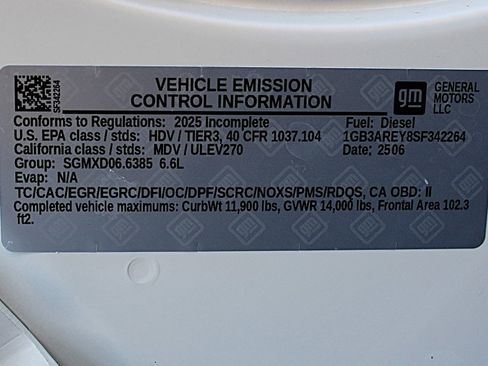 SF342264
VEHICLE EMISSION
CONTROL INFORMATION
gm
GENERAL
MOTORS
LLC
Conforms to Regulations: 2025 Incomplete
Fuel: Diesel
U.S. EPA class / stds: HDV / TIER3, 40 CFR 1037.104
1GB3AREY8SF342264
California class / stds: MDV / ULEV270
Date: 2506
Group: SGMXD06.6385 6.6L
Evap: N/A
TC/CAC/EGR/EGRC/DFI/OC/DPF/SCRC/NOXS/PMS/RDQS, CA OBD: II
Completed vehicle maximums: CurbWt 11,900 lbs, GVWR 14,000 lbs, Frontal Area 102.3
ft2.